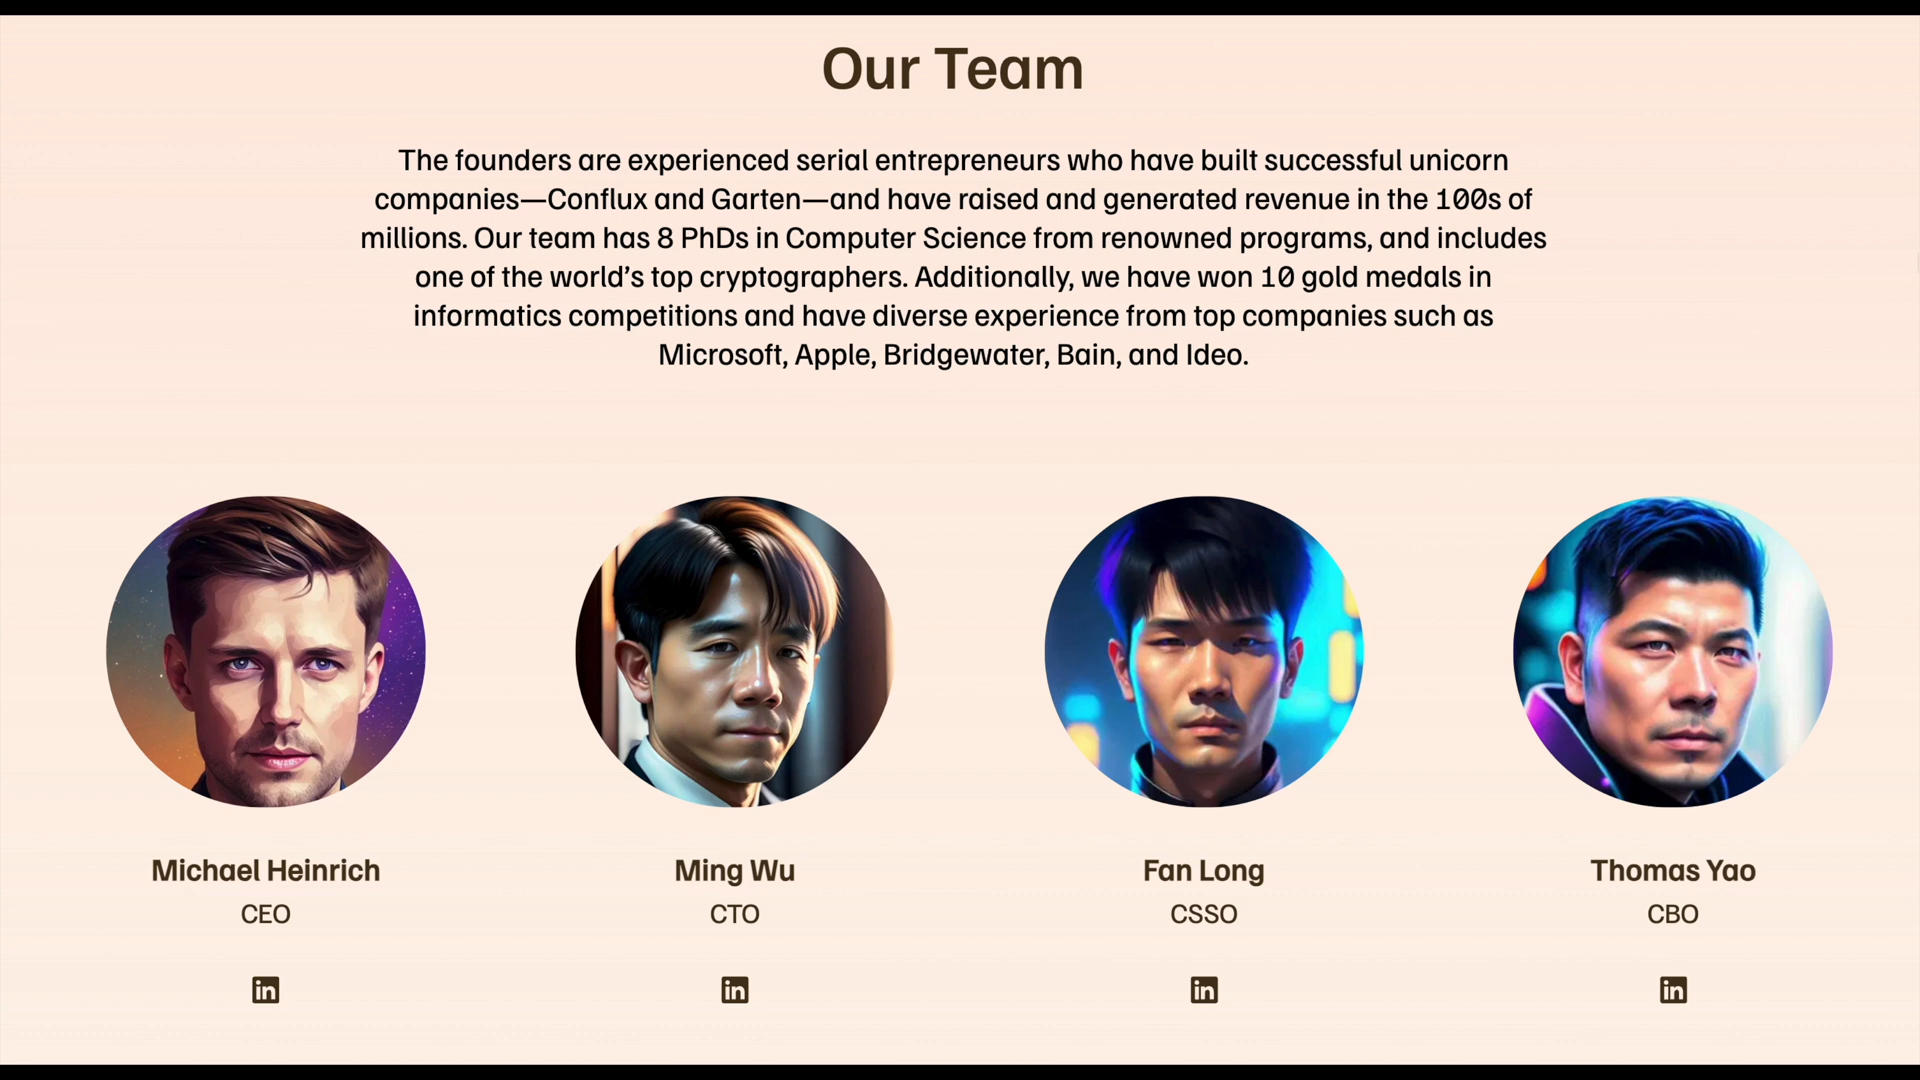 Our Team
The founders are experienced serial entrepreneurs who have built successful unicorn
companies—Conflux and Garten—and have raised and generated revenue in the 100s of
millions. Our team has 8 PhDs in Computer Science from renowned programs, and includes
one of the world’s top cryptographers. Additionally, we have won 10 gold medals in
informatics competitions and have diverse experience from top companies such as
Microsoft, Apple, Bridgewater, Bain, and Ideo.
Michael Heinrich
CEO
in
Ming Wu
CTO
in
Fan Long
CSSO
in
Thomas Yao
CBO
in